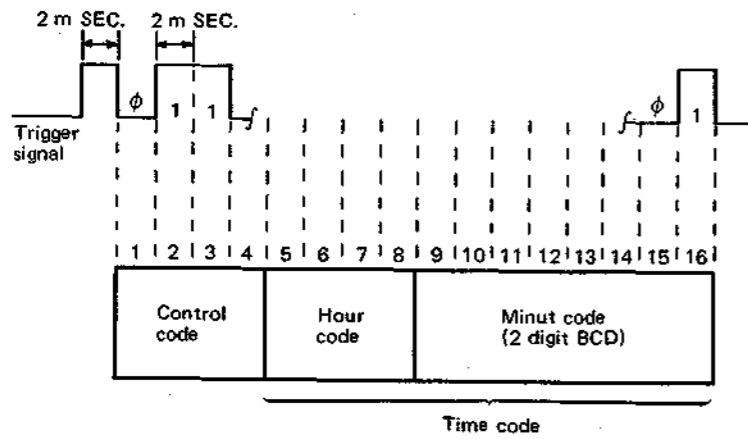 2 m SEC. 2 m SEC.
ϕ 1 1 ϕ 1
Trigger
signal
1 2 3 4 5 6 7 8 9 10 11 12 13 14 15 16
Control
code
Hour
code
Minut code
(2 digit BCD)
Time code